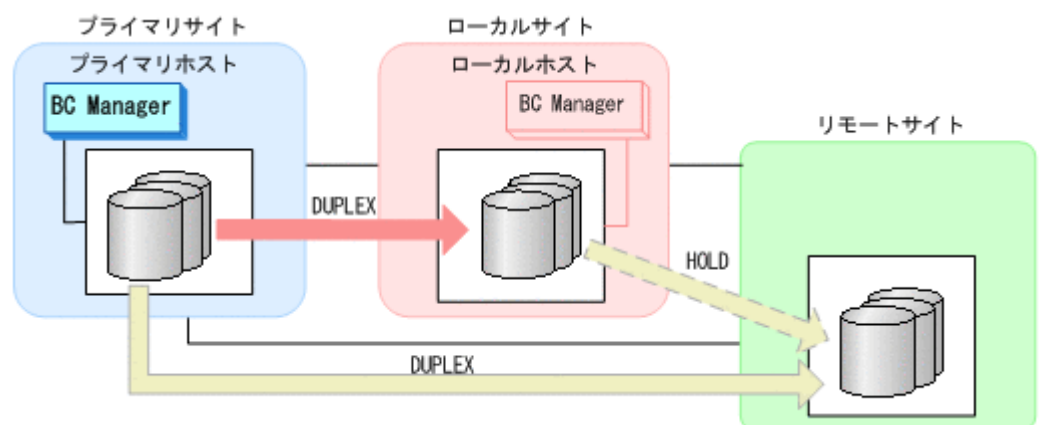 プライマリサイト
ローカルサイト
プライマリホスト
ローカルホスト
BC Manager
BC Manager
リモートサイト
DUPLEX
HOLD
DUPLEX